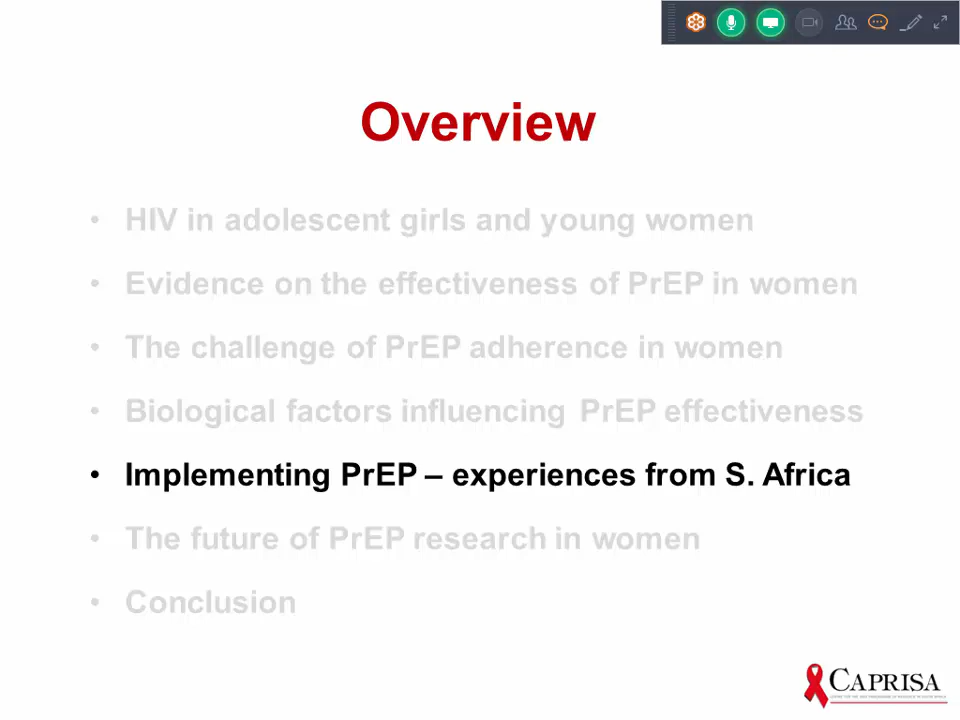 Overview
• HIV in adolescent girls and young women
• Evidence on the effectiveness of PrEP in women
• The challenge of PrEP adherence in women
• Biological factors influencing PrEP effectiveness
• Implementing PrEP – experiences from S. Africa
• The future of PrEP research in women
• Conclusion
CAPRISA